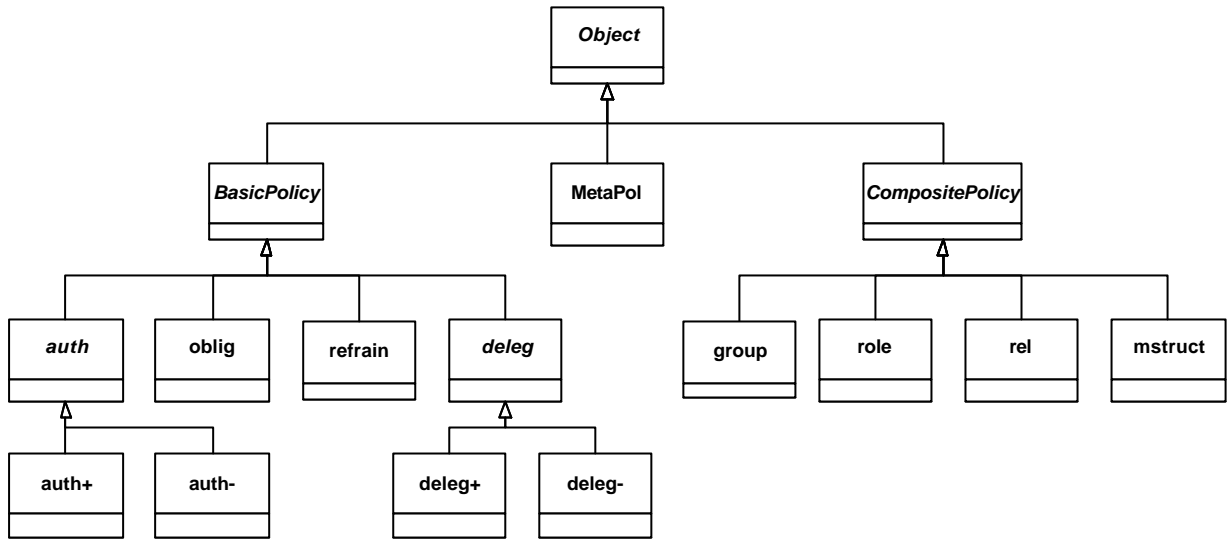 Object
BasicPolicy
MetaPol
CompositePolicy
auth
oblig
refrain
deleg
group
role
rel
mstruct
auth+
auth-
deleg+
deleg-